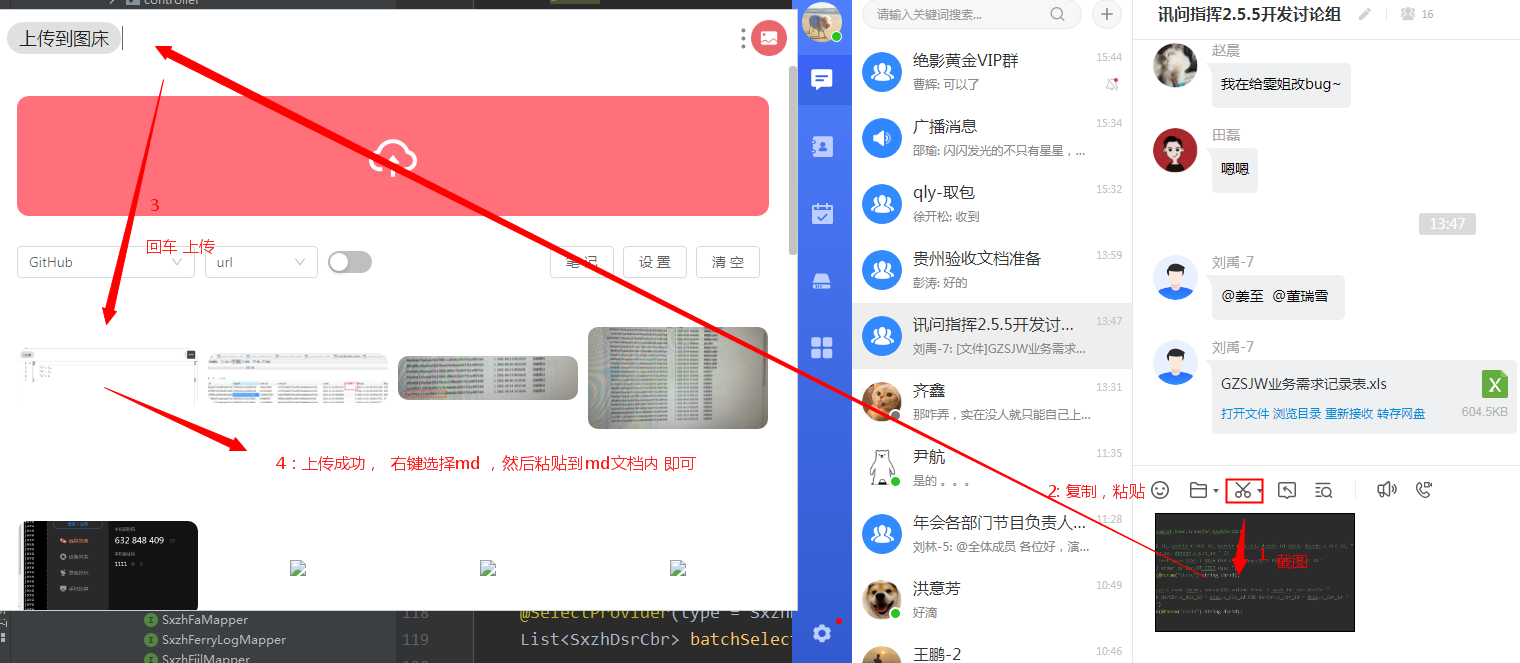 controller
上传到图床
3
回车 上传
GitHub
url
笔 记
设 置
清 空
4：上传成功， 右键选择md ，然后粘贴到md文档内 即可
632 848 409
1111
SxzhFaMapper
SxzhFerryLogMapper
SxzhFjjlMapper
118
@SelectProvider(type = Sxzh
119
List<SxzhDsrCbr> batchSelec
请输入关键词搜索...
绝影黄金VIP群
15:44
曹辉: 可以了
广播消息
15:34
邵瑜: 闪闪发光的不只有星星，...
qly-取包
15:32
徐开松: 收到
贵州验收文档准备
13:59
彭涛: 好的
讯问指挥2.5.5开发讨...
13:47
刘禹-7: [文件]GZSJW业务需求...
齐鑫
13:31
那咋弄，实在没人就只能自己上...
尹航
11:35
是的 。。。
年会各部门节目负责人...
11:28
刘林-5: @全体成员 各位好，演...
洪意芳
10:49
好滴
王鹏-2
10:46
讯问指挥2.5.5开发讨论组
16
赵晨
我在给雯姐改bug~
田磊
嗯嗯
13:47
刘禹-7
@姜至 @董瑞雪
刘禹-7
GZSJW业务需求记录表.xls
打开文件 浏览目录 重新接收 转存网盘
604.5KB
2: 复制，粘贴
1 截图